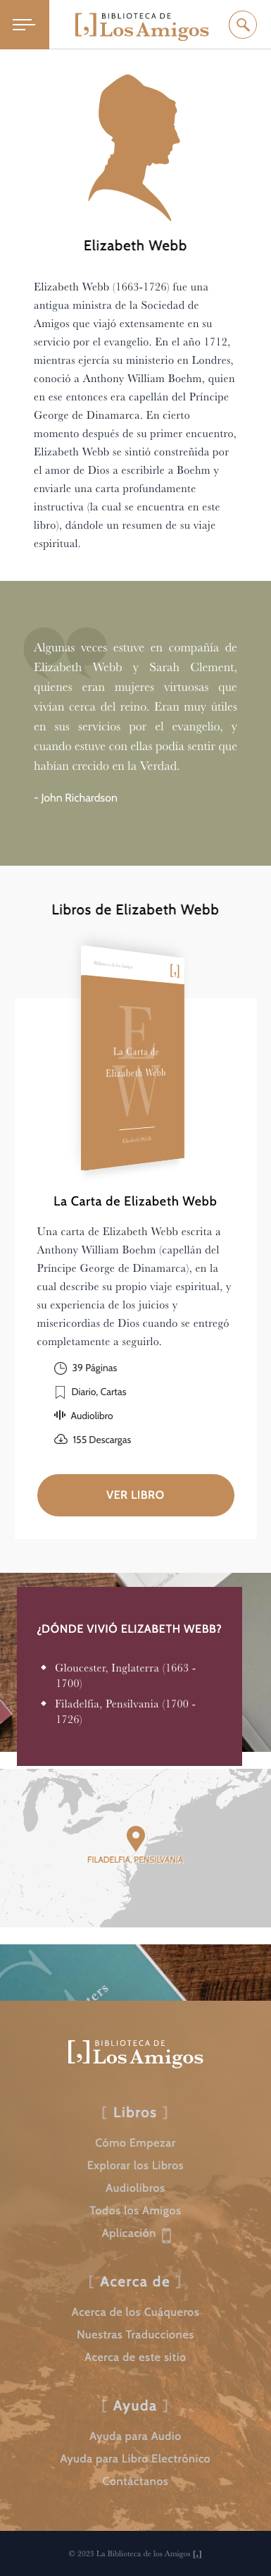 BIBLIOTECA DE
[,] Los Amigos
Elizabeth Webb
Elizabeth Webb (1663-1726) fue una
antigua ministra de la Sociedad de
Amigos que viajó extensamente en su
servicio por el evangelio. En el año 1712,
mientras ejercía su ministerio en Londres,
conoció a Anthony William Boehm, quien
en ese entonces era capellán del Príncipe
George de Dinamarca. En cierto
momento después de su primer encuentro,
Elizabeth Webb se sintió constreñida por
el amor de Dios a escribirle a Boehm y
enviarle una carta profundamente
instructiva (la cual se encuentra en este
libro), dándole un resumen de su viaje
espiritual.
Algunas veces estuve en compañía de
Elizabeth Webb y Sarah Clement,
quienes eran mujeres virtuosas que
vivían cerca del reino. Eran muy útiles
en sus servicios por el evangelio, y
cuando estuve con ellas podía sentir que
habían crecido en la Verdad.
- John Richardson
Libros de Elizabeth Webb
Biblioteca de los Amigos [,]
E
W
La Carta de
Elizabeth Webb
Elizabeth Webb
La Carta de Elizabeth Webb
Una carta de Elizabeth Webb escrita a
Anthony William Boehm (capellán del
Príncipe George de Dinamarca), en la
cual describe su propio viaje espiritual, y
su experiencia de los juicios y
misericordias de Dios cuando se entregó
completamente a seguirlo.
39 Páginas
Diario, Cartas
Audiolibro
155 Descargas
VER LIBRO
¿DÓNDE VIVIÓ ELIZABETH WEBB?
Gloucester, Inglaterra (1663 -
1700)
Filadelfia, Pensilvania (1700 -
1726)
FILADELFIA, PENSILVANIA
BIBLIOTECA DE
[,] Los Amigos
[ Libros ]
Cómo Empezar
Explorar los Libros
Audiolibros
Todos los Amigos
Aplicación
[ Acerca de ]
Acerca de los Cuáqueros
Nuestras Traducciones
Acerca de este sitio
[ Ayuda ]
Ayuda para Audio
Ayuda para Libro Electrónico
Contáctanos
© 2023 La Biblioteca de los Amigos [,]